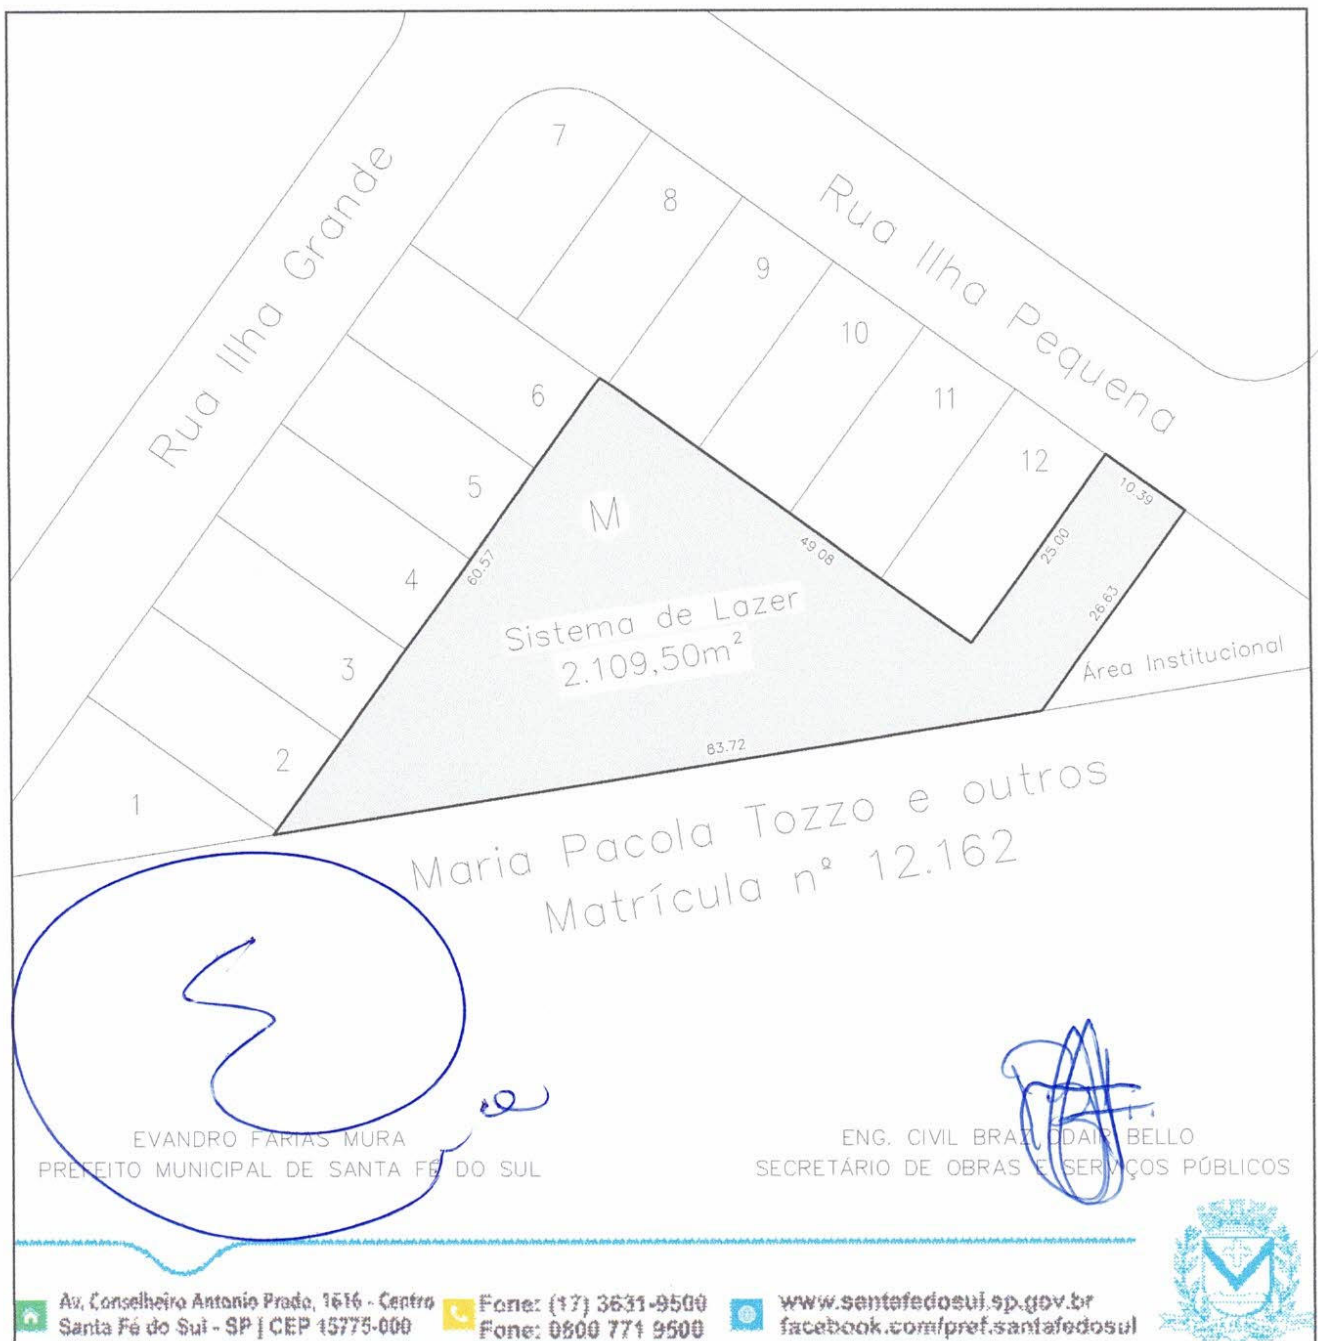 Rua Ilha Grande
Rua Ilha Pequena
7
8
9
10
11
12
6
5
4
3
2
1
M
60.57
49.08
25.00
10.39
26.63
83.72
Sistema de Lazer
2.109,50m²
Área Institucional
Maria Pacola Tozzo e outros
Matrícula nº 12.162
EVANDRO FARIAS MURA
PREFEITO MUNICIPAL DE SANTA FÉ DO SUL
ENG. CIVIL BRAZ ODAIR BELLO
SECRETÁRIO DE OBRAS E SERVIÇOS PÚBLICOS
Av. Conselheiro Antonio Prado, 1616 - Centro
Santa Fé do Sul - SP | CEP 15775-000
Fone: (17) 3631-9500
Fone: 0800 771 9500
www.santafedosul.sp.gov.br
facebook.com/pref.santafedosul